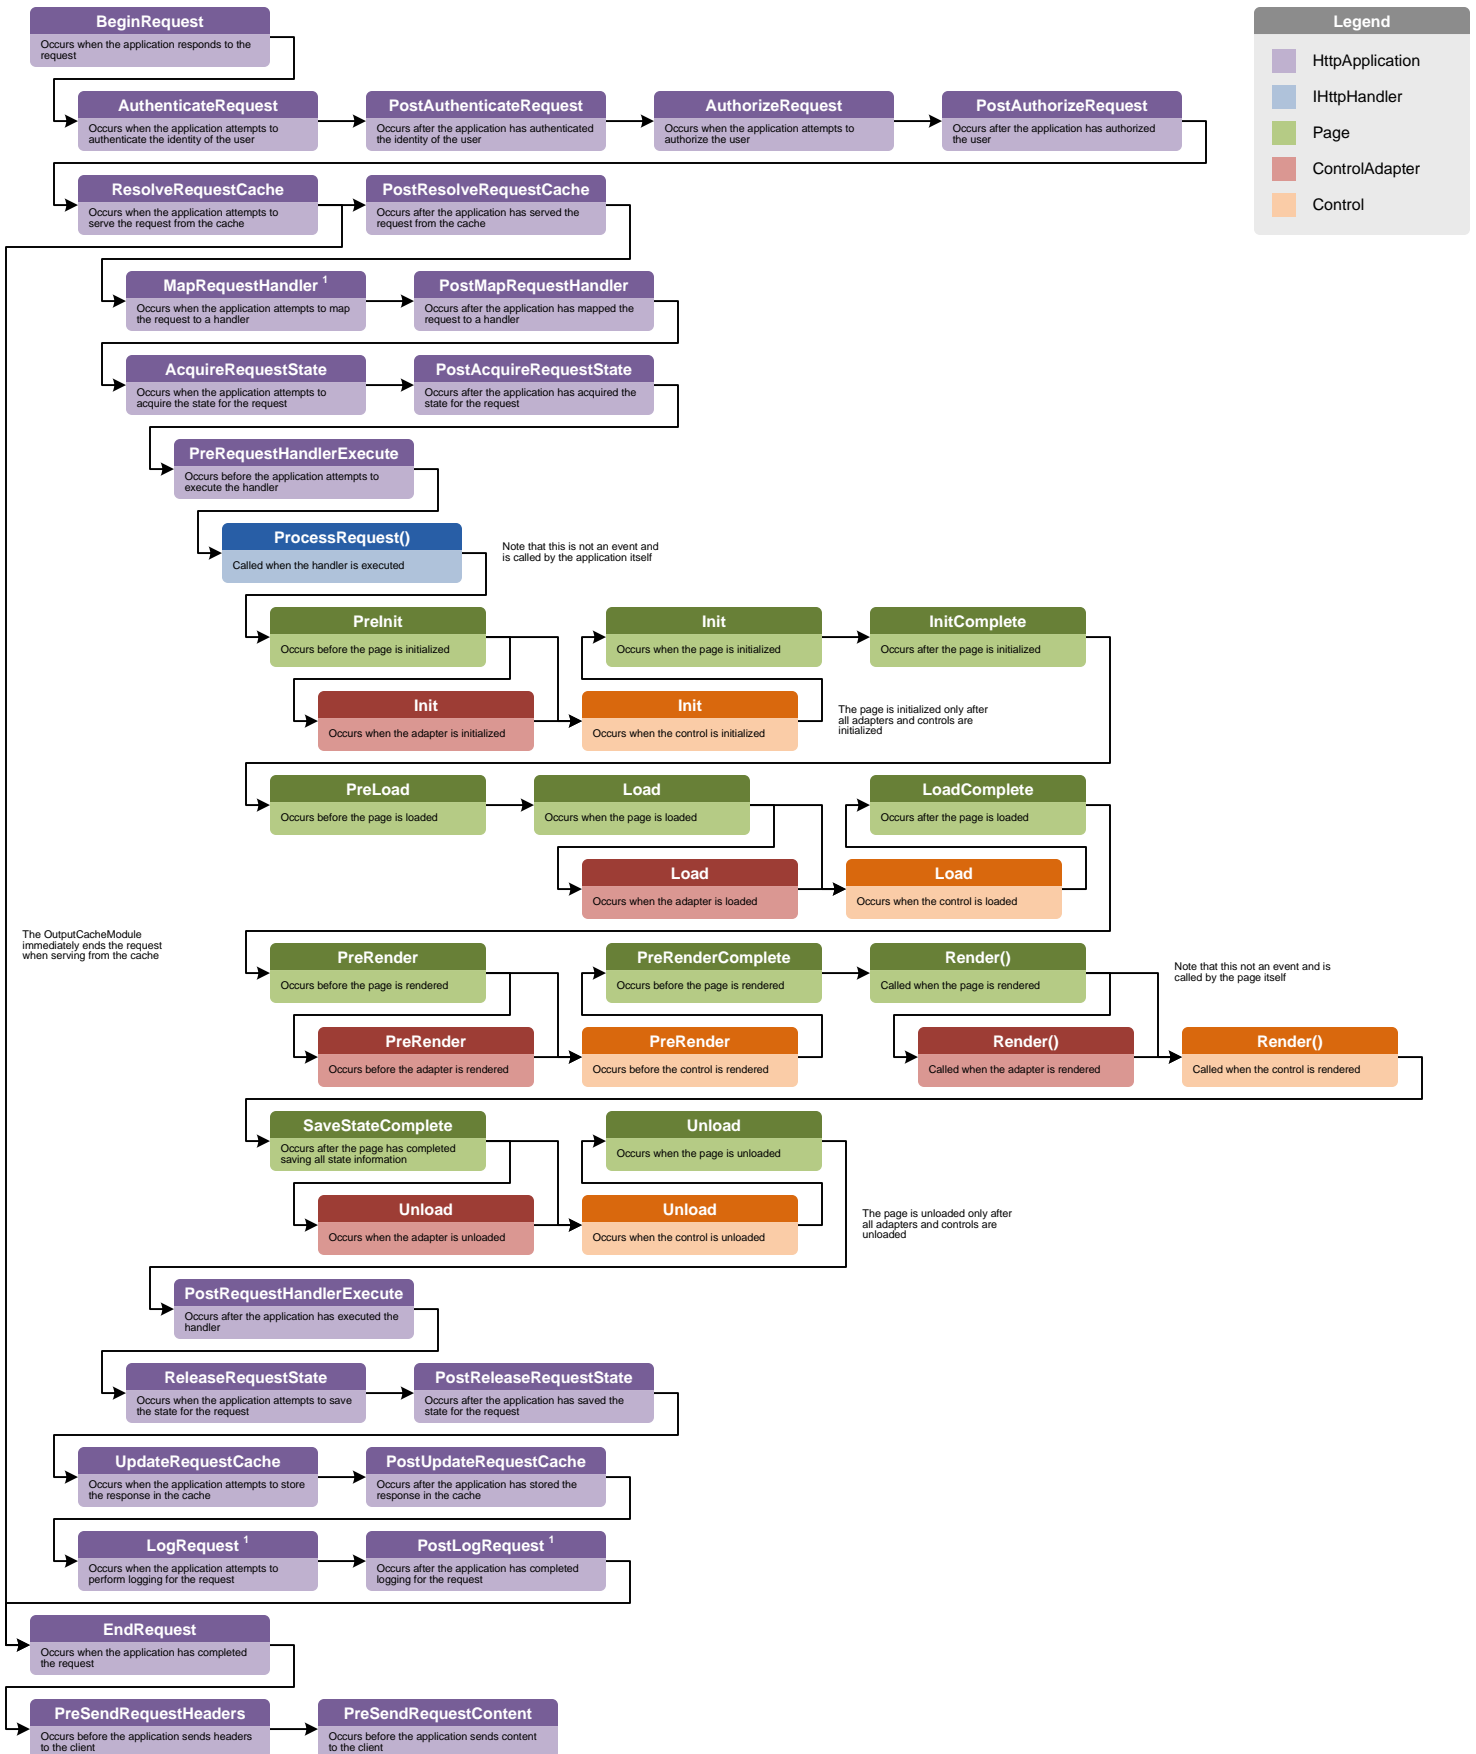 BeginRequest
Occurs when the application responds to the
request
Legend
HttpApplication
IHttpHandler
Page
ControlAdapter
Control
AuthenticateRequest
Occurs when the application attempts to
authenticate the identity of the user
PostAuthenticateRequest
Occurs after the application has authenticated
the identity of the user
AuthorizeRequest
Occurs when the application attempts to
authorize the user
PostAuthorizeRequest
Occurs after the application has authorized
the user
ResolveRequestCache
Occurs when the application attempts to
serve the request from the cache
PostResolveRequestCache
Occurs after the application has served the
request from the cache
MapRequestHandler 1
Occurs when the application attempts to map
the request to a handler
PostMapRequestHandler
Occurs after the application has mapped the
request to a handler
AcquireRequestState
Occurs when the application attempts to
acquire the state for the request
PostAcquireRequestState
Occurs after the application has acquired the
state for the request
PreRequestHandlerExecute
Occurs before the application attempts to
execute the handler
ProcessRequest()
Called when the handler is executed
Note that this is not an event and
is called by the application itself
PreInit
Occurs before the page is initialized
Init
Occurs when the page is initialized
InitComplete
Occurs after the page is initialized
Init
Occurs when the adapter is initialized
Init
Occurs when the control is initialized
The page is initialized only after
all adapters and controls are
initialized
PreLoad
Occurs before the page is loaded
Load
Occurs when the page is loaded
LoadComplete
Occurs after the page is loaded
Load
Occurs when the adapter is loaded
Load
Occurs when the control is loaded
The OutputCacheModule
immediately ends the request
when serving from the cache
PreRender
Occurs before the page is rendered
PreRenderComplete
Occurs before the page is rendered
Render()
Called when the page is rendered
Note that this not an event and is
called by the page itself
PreRender
Occurs before the adapter is rendered
PreRender
Occurs before the control is rendered
Render()
Called when the adapter is rendered
Render()
Called when the control is rendered
SaveStateComplete
Occurs after the page has completed
saving all state information
Unload
Occurs when the page is unloaded
Unload
Occurs when the adapter is unloaded
Unload
Occurs when the control is unloaded
The page is unloaded only after
all adapters and controls are
unloaded
PostRequestHandlerExecute
Occurs after the application has executed the
handler
ReleaseRequestState
Occurs when the application attempts to save
the state for the request
PostReleaseRequestState
Occurs after the application has saved the
state for the request
UpdateRequestCache
Occurs when the application attempts to store
the response in the cache
PostUpdateRequestCache
Occurs after the application has stored the
response in the cache
LogRequest 1
Occurs when the application attempts to
perform logging for the request
PostLogRequest 1
Occurs after the application has completed
logging for the request
EndRequest
Occurs when the application has completed
the request
PreSendRequestHeaders
Occurs before the application sends headers
to the client
PreSendRequestContent
Occurs before the application sends content
to the client